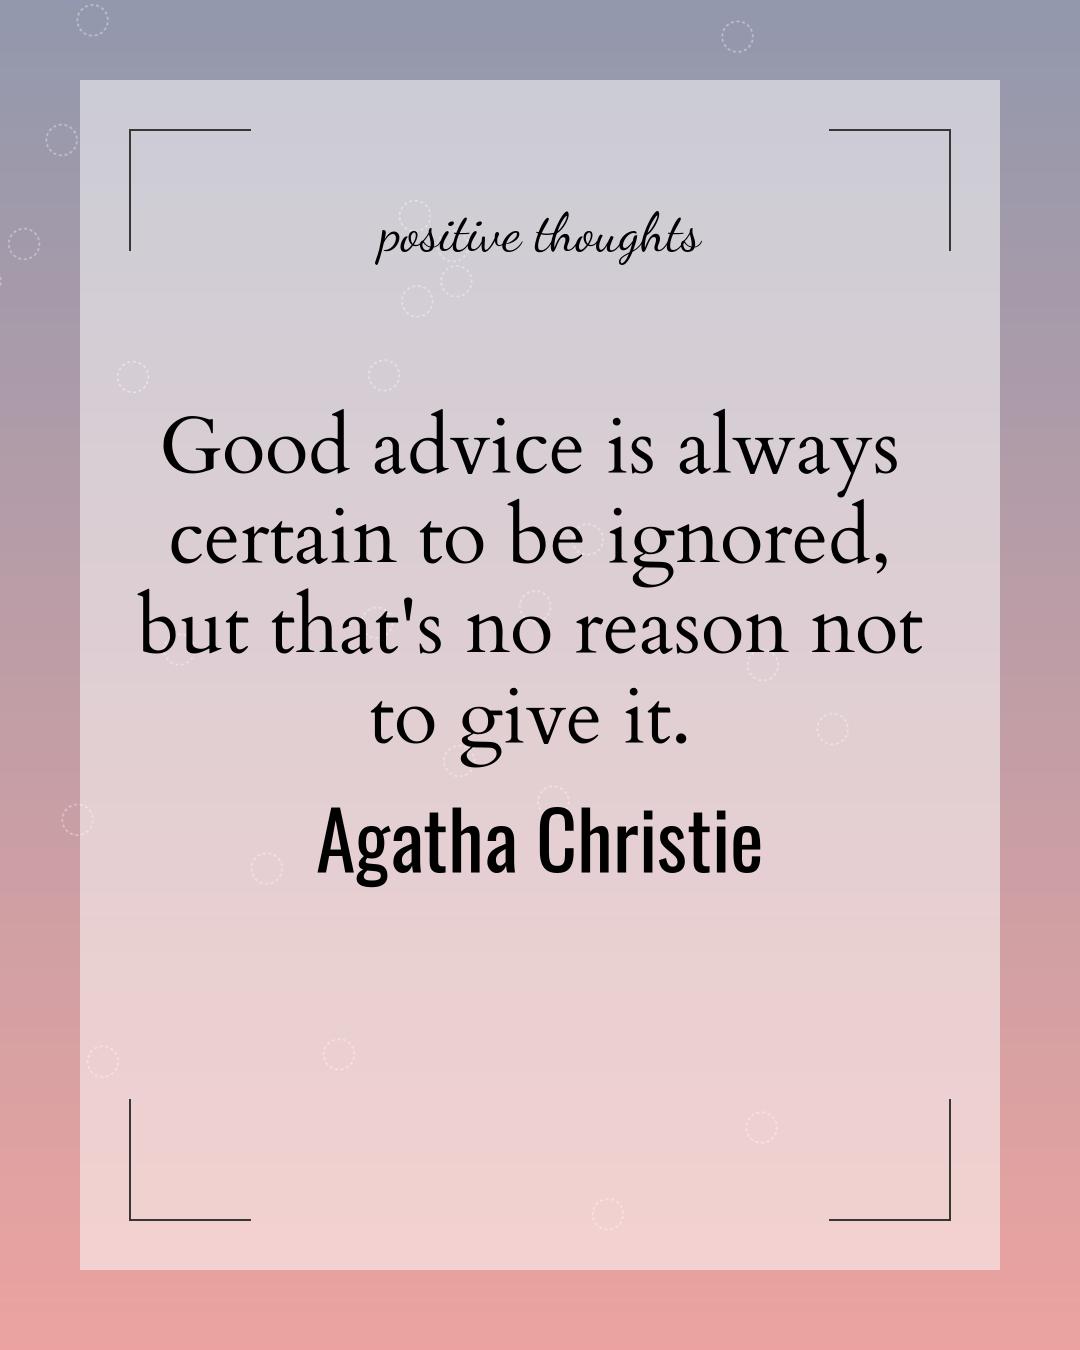 positive thoughts
Good advice is always
certain to be ignored,
but that's no reason not
to give it.
Agatha Christie